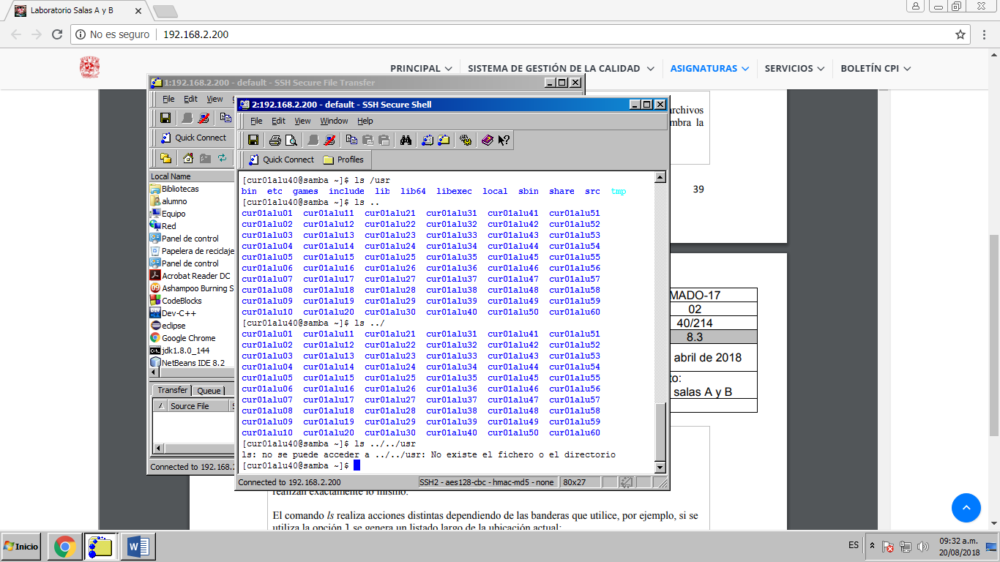 Laboratorio Salas A y B
No es seguro
192.168.2.200
PRINCIPAL
SISTEMA DE GESTIÓN DE LA CALIDAD
ASIGNATURAS
SERVICIOS
BOLETÍN CPI
1:192.168.2.200 - default - SSH Secure File Transfer
File Edit View
Quick Connect
Local Name
Bibliotecas
alumno
Equipo
Red
Panel de control
Papelera de reciclaje
Panel de control
Acrobat Reader DC
Ashampoo Burning S
CodeBlocks
Dev-C++
eclipse
Google Chrome
jdk1.8.0_144
NetBeans IDE 8.2
Transfer Queue
Source File
Connected to 192.168.2
2:192.168.2.200 - default - SSH Secure Shell
File Edit View Window Help
Quick Connect Profiles
[cur01alu40@samba ~]$ ls /usr
bin etc games include lib lib64 libexec local sbin share src tmp
[cur01alu40@samba ~]$ ls ..
cur01alu01 cur01alu11 cur01alu21 cur01alu31 cur01alu41 cur01alu51
cur01alu02 cur01alu12 cur01alu22 cur01alu32 cur01alu42 cur01alu52
cur01alu03 cur01alu13 cur01alu23 cur01alu33 cur01alu43 cur01alu53
cur01alu04 cur01alu14 cur01alu24 cur01alu34 cur01alu44 cur01alu54
cur01alu05 cur01alu15 cur01alu25 cur01alu35 cur01alu45 cur01alu55
cur01alu06 cur01alu16 cur01alu26 cur01alu36 cur01alu46 cur01alu56
cur01alu07 cur01alu17 cur01alu27 cur01alu37 cur01alu47 cur01alu57
cur01alu08 cur01alu18 cur01alu28 cur01alu38 cur01alu48 cur01alu58
cur01alu09 cur01alu19 cur01alu29 cur01alu39 cur01alu49 cur01alu59
cur01alu10 cur01alu20 cur01alu30 cur01alu40 cur01alu50 cur01alu60
[cur01alu40@samba ~]$ ls ../
cur01alu01 cur01alu11 cur01alu21 cur01alu31 cur01alu41 cur01alu51
cur01alu02 cur01alu12 cur01alu22 cur01alu32 cur01alu42 cur01alu52
cur01alu03 cur01alu13 cur01alu23 cur01alu33 cur01alu43 cur01alu53
cur01alu04 cur01alu14 cur01alu24 cur01alu34 cur01alu44 cur01alu54
cur01alu05 cur01alu15 cur01alu25 cur01alu35 cur01alu45 cur01alu55
cur01alu06 cur01alu16 cur01alu26 cur01alu36 cur01alu46 cur01alu56
cur01alu07 cur01alu17 cur01alu27 cur01alu37 cur01alu47 cur01alu57
cur01alu08 cur01alu18 cur01alu28 cur01alu38 cur01alu48 cur01alu58
cur01alu09 cur01alu19 cur01alu29 cur01alu39 cur01alu49 cur01alu59
cur01alu10 cur01alu20 cur01alu30 cur01alu40 cur01alu50 cur01alu60
[cur01alu40@samba ~]$ ls ../../usr
ls: no se puede acceder a ../../usr: No existe el fichero o el directorio
[cur01alu40@samba ~]$
Connected to 192.168.2.200
SSH2 - aes128-cbc - hmac-md5 - none
80x27
archivos
mbra la
39
MADO-17
02
40/214
8.3
abril de 2018
to:
salas A y B
realizan exactamente lo mismo.
El comando ls realiza acciones distintas dependiendo de las banderas que utilice, por ejemplo, si se
utiliza la opción l se genera un listado largo de la ubicación actual:
Inicio
ES
09:32 a.m.
20/08/2018